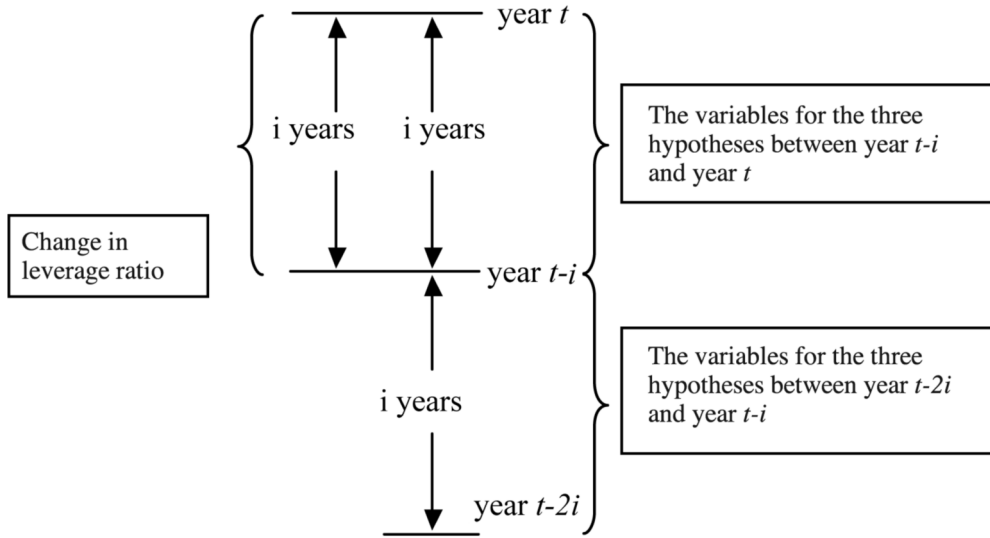 year t
i years
i years
The variables for the three
hypotheses between year t-i
and year t
Change in
leverage ratio
year t-i
i years
The variables for the three
hypotheses between year t-2i
and year t-i
year t-2i